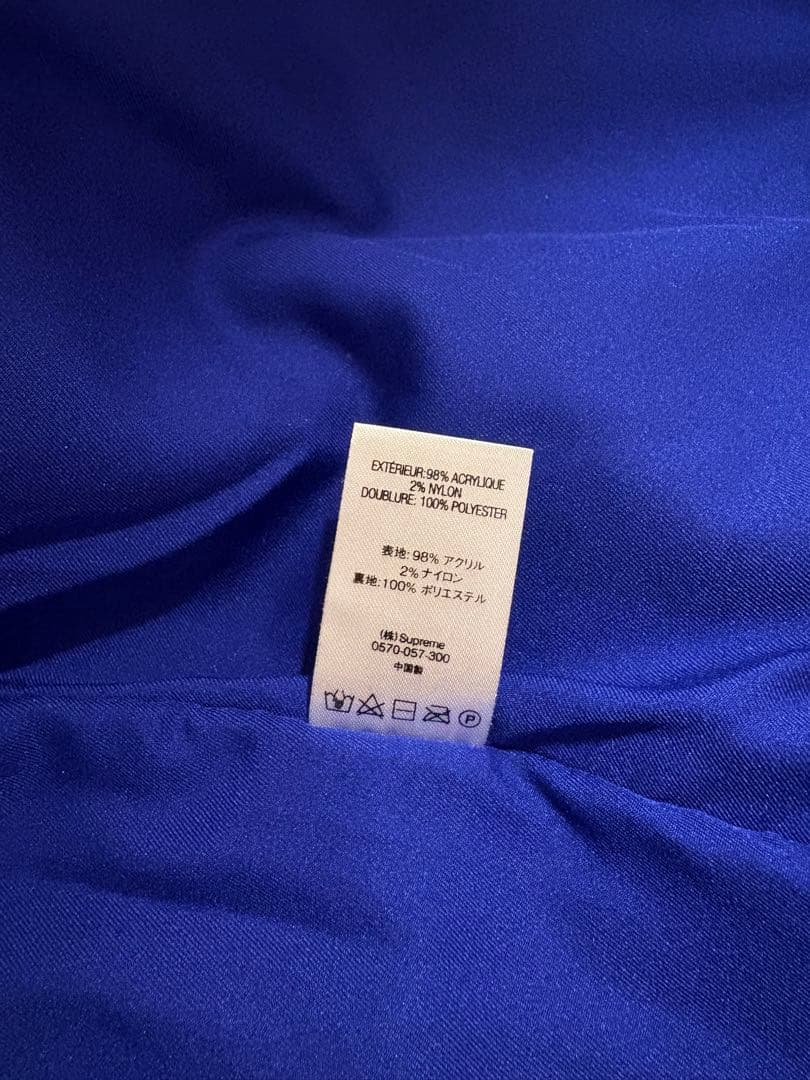 EXTÉRIEUR:98% ACRYLIQUE
2% NYLON
DOUBLURE: 100% POLYESTER
表地:98% アクリル
2%ナイロン
裏地:100% ポリエステル
(株)Supreme
0570-057-300
中国製
P